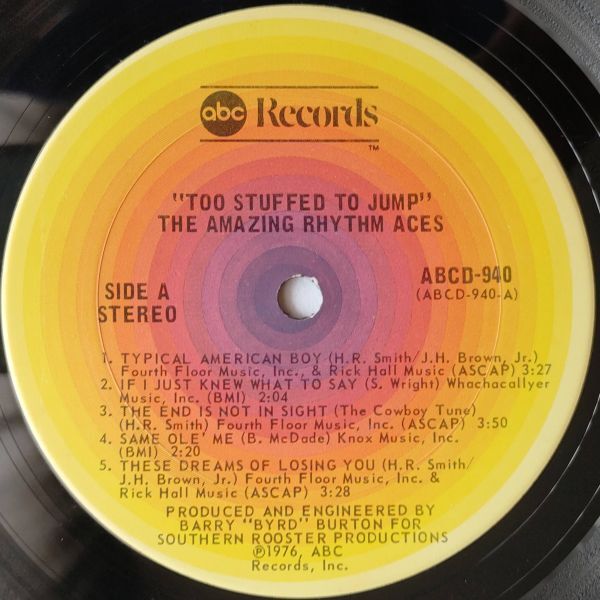 abc Records
TM
"TOO STUFFED TO JUMP"
THE AMAZING RHYTHM ACES
SIDE A
STEREO
ABCD-940
(ABCD-940-A)
1. TYPICAL AMERICAN BOY (H.R. Smith/J.H. Brown, Jr.)
Fourth Floor Music, Inc., & Rick Hall Music (ASCAP) 3:27
2. IF I JUST KNEW WHAT TO SAY (S. Wright) Whachacallyer
Music, Inc. (BMI) 2:04
3. THE END IS NOT IN SIGHT (The Cowboy Tune)
(H.R. Smith) Fourth Floor Music, Inc. (ASCAP) 3:50
4. SAME OLE' ME (B. McDade) Knox Music, Inc.
(BMI) 2:20
5. THESE DREAMS OF LOSING YOU (H.R. Smith/
J.H. Brown, Jr.) Fourth Floor Music, Inc. &
Rick Hall Music (ASCAP) 3:28
PRODUCED AND ENGINEERED BY
BARRY "BYRD" BURTON FOR
SOUTHERN ROOSTER PRODUCTIONS
℗1976, ABC
Records, Inc.